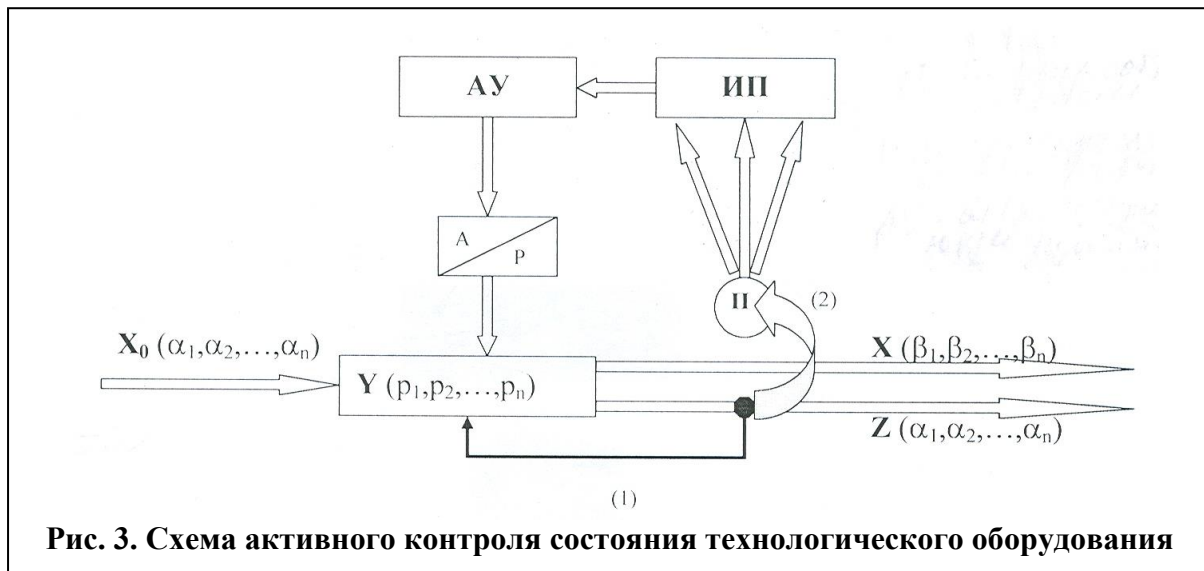 АУ
ИП
А
Р
П
(2)
X₀ (α₁,α₂,…,αₙ)
X (β₁,β₂,…,βₙ)
Y (p₁,p₂,…,pₙ)
Z (α₁,α₂,…,αₙ)
(1)
Рис. 3. Схема активного контроля состояния технологического оборудования